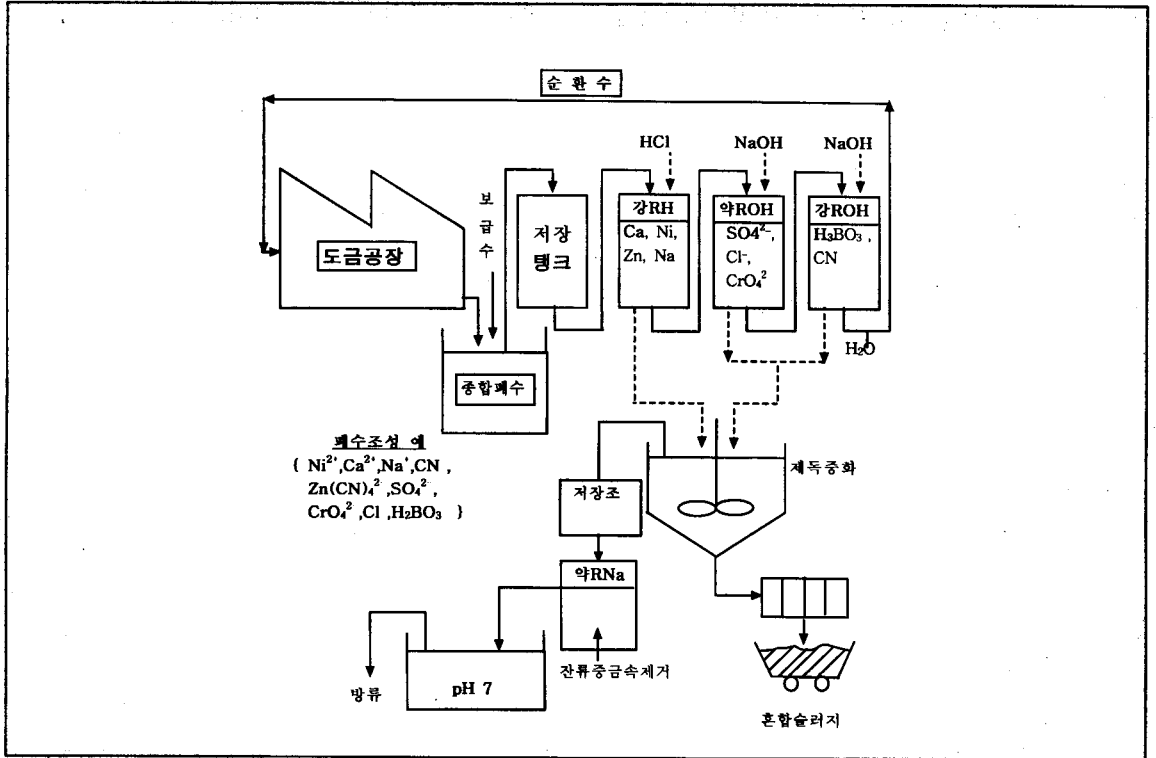 순 환 수
HCl
NaOH
NaOH
보
급
수
저장
탱크
강RH
Ca, Ni,
Zn, Na
약ROH
SO4²⁻,
Cl⁻,
CrO₄²
강ROH
H₃BO₃ ,
CN
도금공장
H₂O
종합폐수
폐수조성 예
{ Ni²⁺,Ca²⁺,Na⁺,CN ,
Zn(CN)₄² ,SO₄² ,
CrO₄² ,Cl ,H₂BO₃ }
저장조
제독중화
약RNa
잔류중금속제거
방류
pH 7
혼합슬러지